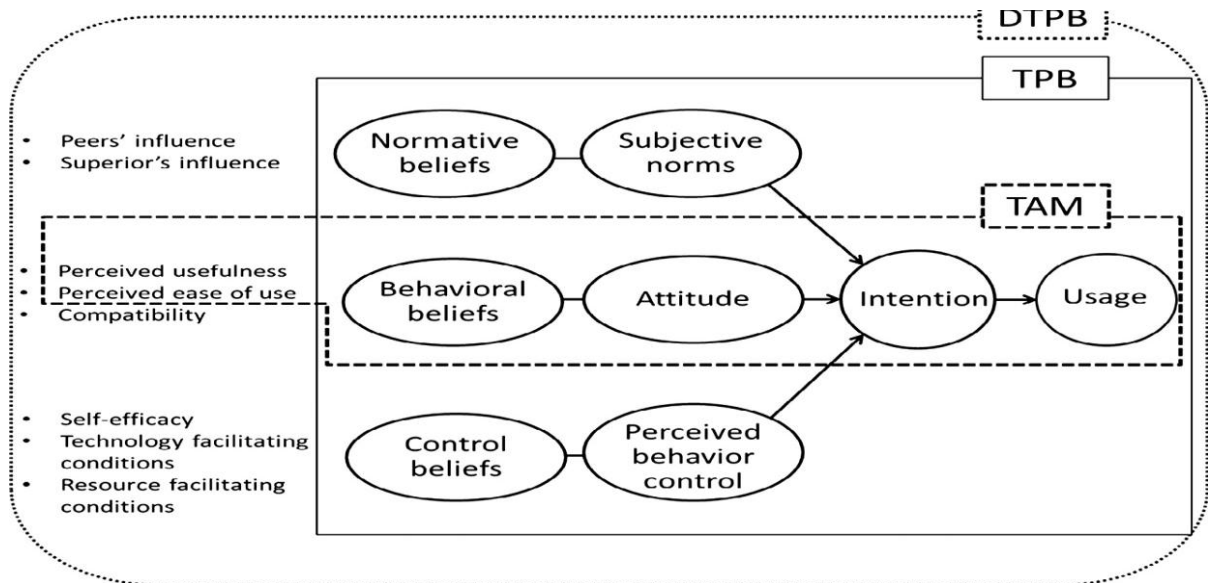 DTPB
TPB
• Peers’ influence
• Superior’s influence
Normative
beliefs
Subjective
norms
TAM
• Perceived usefulness
• Perceived ease of use
• Compatibility
Behavioral
beliefs
Attitude
Intention
Usage
• Self-efficacy
• Technology facilitating
conditions
• Resource facilitating
conditions
Control
beliefs
Perceived
behavior
control